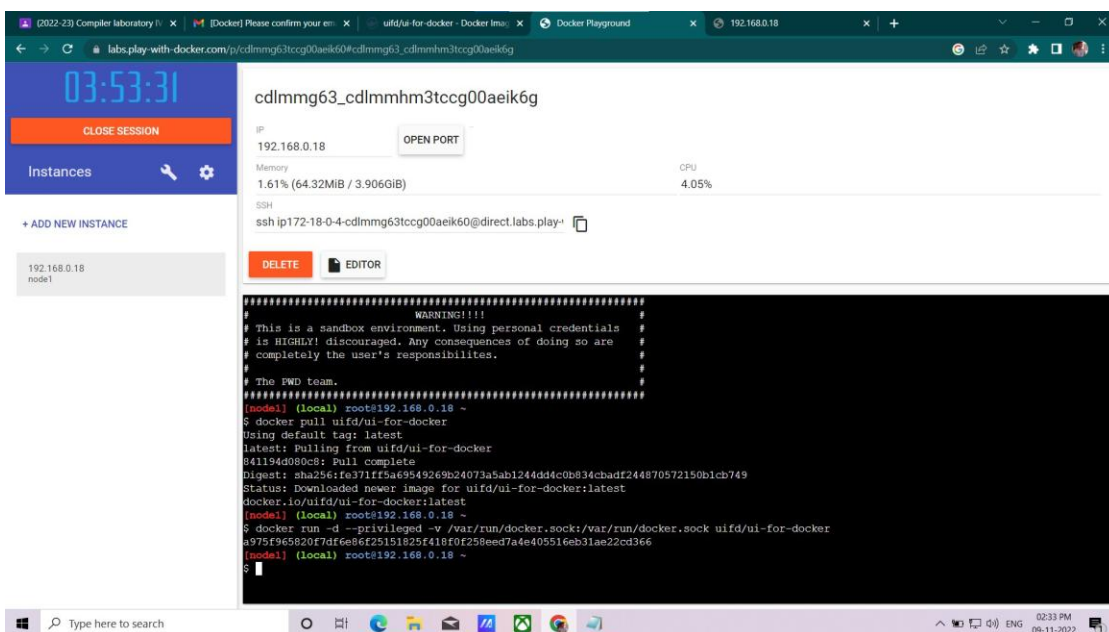 (2022-23) Compiler laboratory IV
[Docker] Please confirm your em
uifd/ui-for-docker - Docker Imag
Docker Playground
192.168.0.18
labs.play-with-docker.com/p/cdlmmg63tccg00aeik60#cdlmmg63_cdlmmhm3tccg00aeik6g
03:53:31
CLOSE SESSION
Instances
+ ADD NEW INSTANCE
192.168.0.18
node1
cdlmmg63_cdlmmhm3tccg00aeik6g
IP
192.168.0.18
OPEN PORT
Memory
1.61% (64.32MiB / 3.906GiB)
CPU
4.05%
SSH
ssh ip172-18-0-4-cdlmmg63tccg00aeik60@direct.labs.play-
DELETE
EDITOR
################################################################
# WARNING!!!! #
# This is a sandbox environment. Using personal credentials #
# is HIGHLY! discouraged. Any consequences of doing so are #
# completely the user's responsibilites. #
# #
# The PWD team. #
################################################################
[node1] (local) root@192.168.0.18 ~
$ docker pull uifd/ui-for-docker
Using default tag: latest
latest: Pulling from uifd/ui-for-docker
841194d080c8: Pull complete
Digest: sha256:fe371ff5a69549269b24073a5ab1244dd4c0b834cbadf244870572150b1cb749
Status: Downloaded newer image for uifd/ui-for-docker:latest
docker.io/uifd/ui-for-docker:latest
[node1] (local) root@192.168.0.18 ~
$ docker run -d --privileged -v /var/run/docker.sock:/var/run/docker.sock uifd/ui-for-docker
a975f965820f7df6e86f25151825f418f0f258eed7a4e405516eb31ae22cd366
[node1] (local) root@192.168.0.18 ~
$
Type here to search
ENG
02:33 PM
09-11-2022